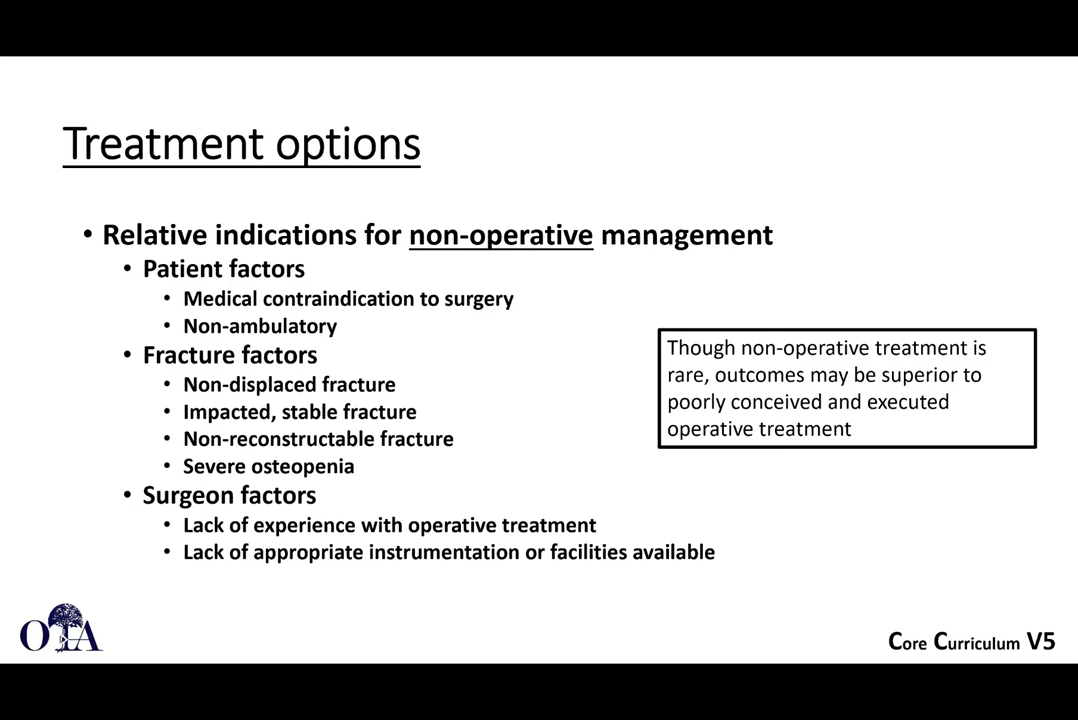 Treatment options
• Relative indications for non-operative management
• Patient factors
• Medical contraindication to surgery
• Non-ambulatory
• Fracture factors
• Non-displaced fracture
• Impacted, stable fracture
• Non-reconstructable fracture
• Severe osteopenia
• Surgeon factors
• Lack of experience with operative treatment
• Lack of appropriate instrumentation or facilities available
Though non-operative treatment is
rare, outcomes may be superior to
poorly conceived and executed
operative treatment
OTA
Core Curriculum V5